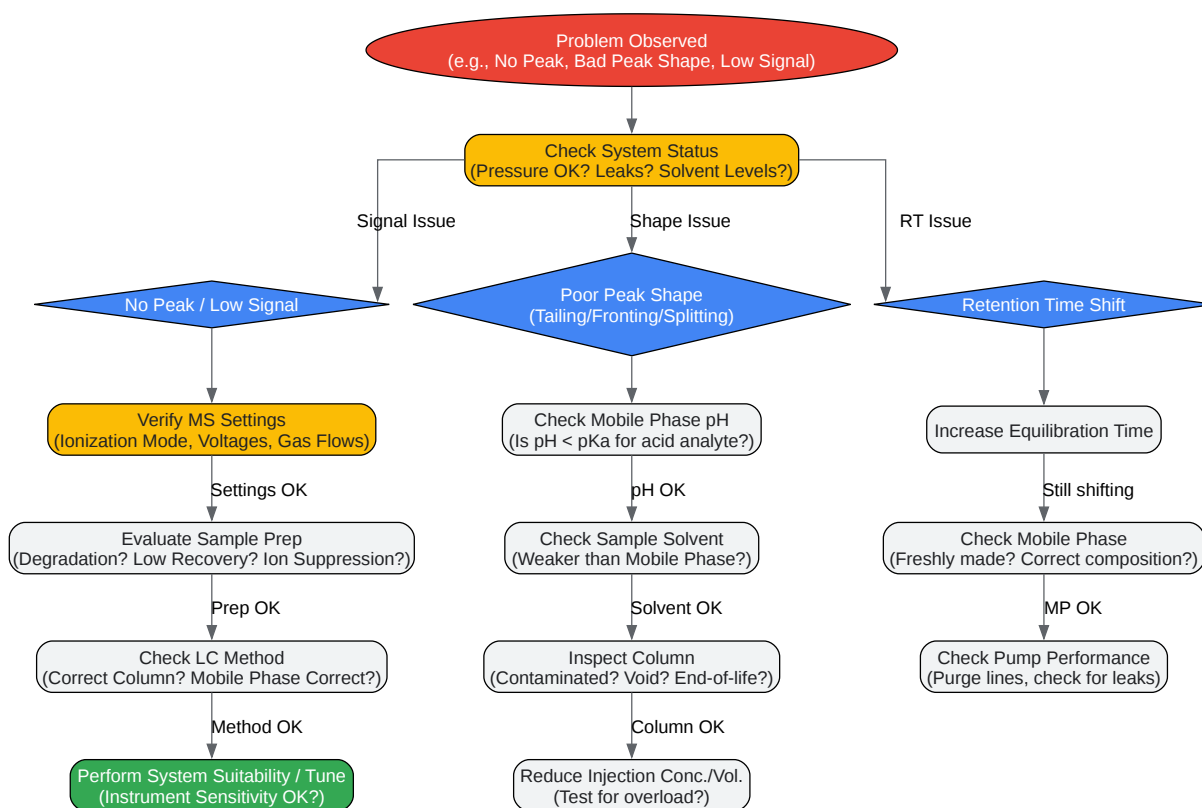 Problem Observed
(e.g., No Peak, Bad Peak Shape, Low Signal)
Check System Status
(Pressure OK? Leaks? Solvent Levels?)
Signal Issue
Shape Issue
RT Issue
No Peak / Low Signal
Poor Peak Shape
(Tailing/Fronting/Splitting)
Retention Time Shift
Verify MS Settings
(Ionization Mode, Voltages, Gas Flows)
Check Mobile Phase pH
(Is pH < pKa for acid analyte?)
Increase Equilibration Time
Settings OK
pH OK
Still shifting
Evaluate Sample Prep
(Degradation? Low Recovery? Ion Suppression?)
Check Sample Solvent
(Weaker than Mobile Phase?)
Check Mobile Phase
(Freshly made? Correct composition?)
Prep OK
Solvent OK
MP OK
Check LC Method
(Correct Column? Mobile Phase Correct?)
Inspect Column
(Contaminated? Void? End-of-life?)
Check Pump Performance
(Purge lines, check for leaks)
Method OK
Column OK
Perform System Suitability / Tune
(Instrument Sensitivity OK?)
Reduce Injection Conc./Vol.
(Test for overload?)